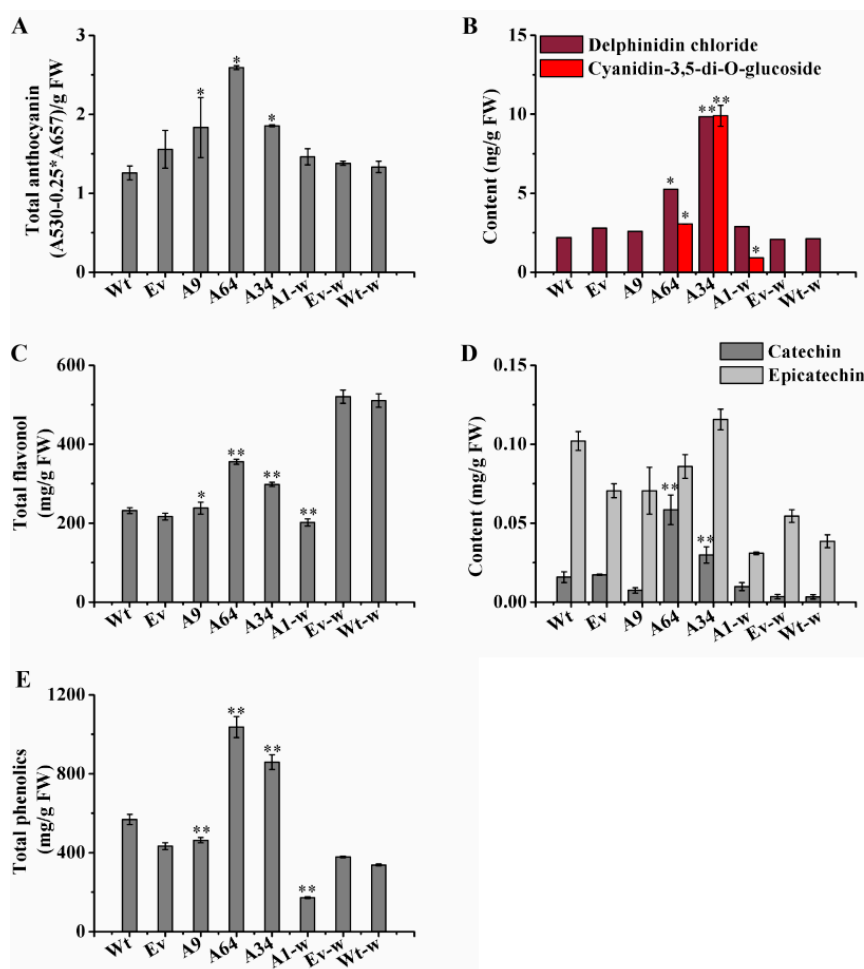 A
Total anthocyanin
(A530-0.25*A657)/g FW
3
2
1
0
*
*
*
Wt
Ev
A9
A64
A34
A1-w
Ev-w
Wt-w
B
Delphinidin chloride
Cyanidin-3,5-di-O-glucoside
Content (ng/g FW)
15
10
5
0
*
*
**
**
*
Wt
Ev
A9
A64
A34
A1-w
Ev-w
Wt-w
C
Total flavonol
(mg/g FW)
600
400
200
0
*
**
**
**
Wt
Ev
A9
A64
A34
A1-w
Ev-w
Wt-w
D
Catechin
Epicatechin
Content (mg/g FW)
0.15
0.10
0.05
0.00
**
**
Wt
Ev
A9
A64
A34
A1-w
Ev-w
Wt-w
E
Total phenolics
(mg/g FW)
1200
800
400
0
**
**
**
**
Wt
Ev
A9
A64
A34
A1-w
Ev-w
Wt-w